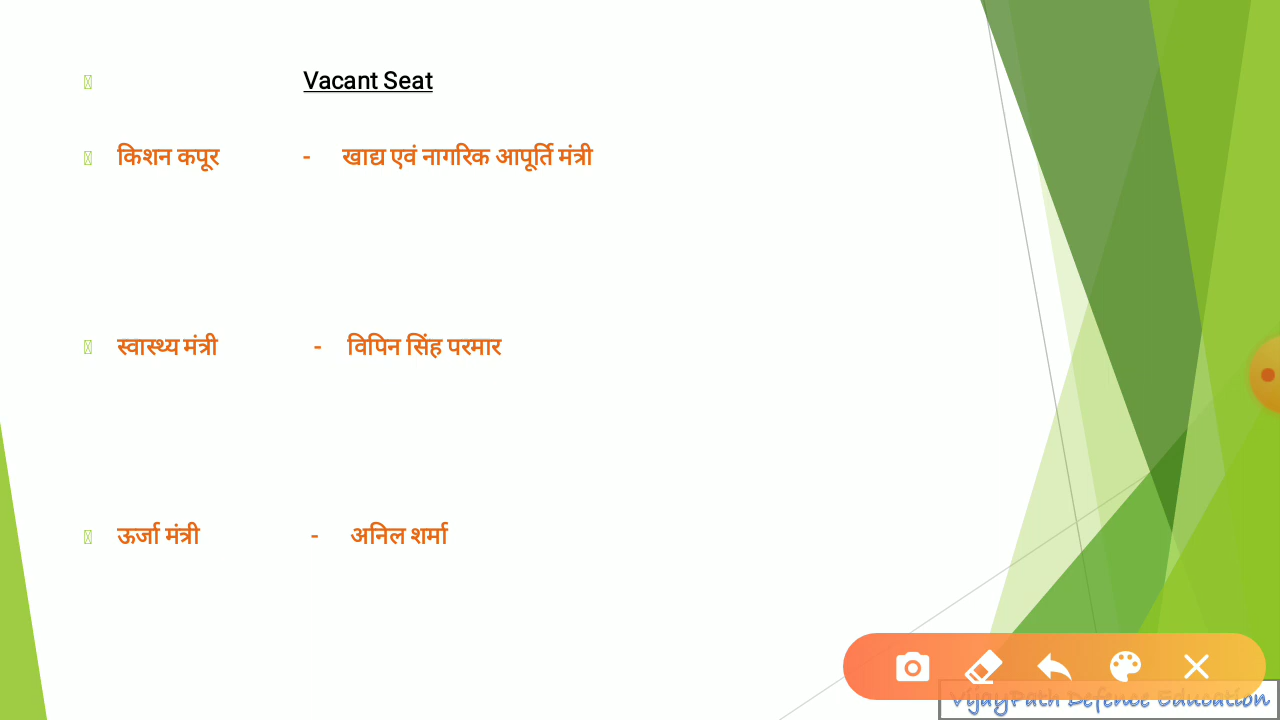 Vacant Seat
किशन कपूर - खाद्य एवं नागरिक आपूर्ति मंत्री
स्वास्थ्य मंत्री - विपिन सिंह परमार
ऊर्जा मंत्री - अनिल शर्मा
VijayPath Defence Education